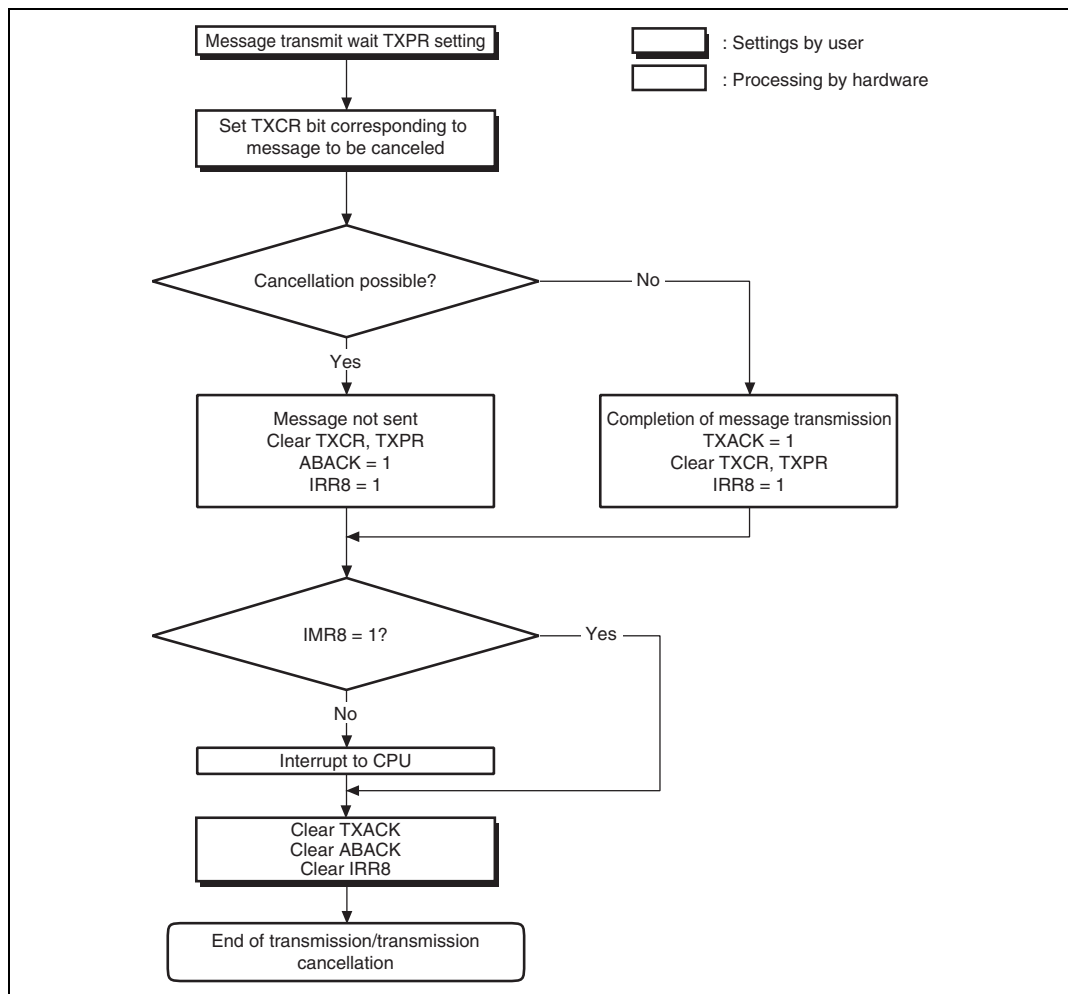 Message transmit wait TXPR setting
: Settings by user
: Processing by hardware
Set TXCR bit corresponding to
message to be canceled
Cancellation possible?
No
Yes
Message not sent
Clear TXCR, TXPR
ABACK = 1
IRR8 = 1
Completion of message transmission
TXACK = 1
Clear TXCR, TXPR
IRR8 = 1
IMR8 = 1?
Yes
No
Interrupt to CPU
Clear TXACK
Clear ABACK
Clear IRR8
End of transmission/transmission
cancellation